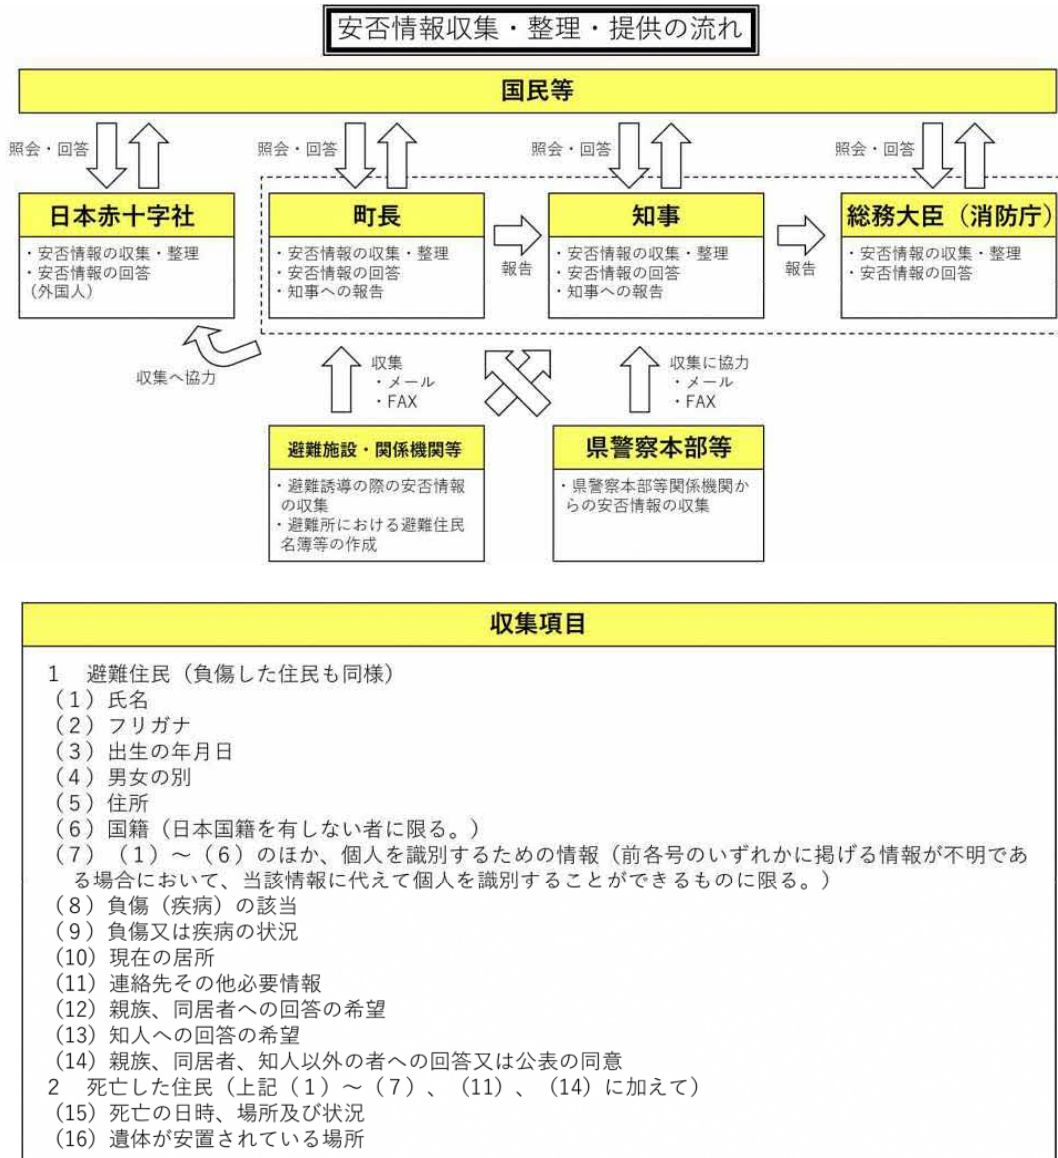 安否情報収集・整理・提供の流れ
国民等
照会・回答
照会・回答
照会・回答
照会・回答
日本赤十字社
・安否情報の収集・整理
・安否情報の回答
(外国人)
町長
・安否情報の収集・整理
・安否情報の回答
・知事への報告
報告
知事
・安否情報の収集・整理
・安否情報の回答
・知事への報告
報告
総務大臣（消防庁）
・安否情報の収集・整理
・安否情報の回答
収集へ協力
収集
・メール
・FAX
収集に協力
・メール
・FAX
避難施設・関係機関等
・避難誘導の際の安否情報
の収集
・避難所における避難住民
名簿等の作成
県警察本部等
・県警察本部等関係機関か
らの安否情報の収集
収集項目
1　避難住民（負傷した住民も同様）
（1）氏名
（2）フリガナ
（3）出生の年月日
（4）男女の別
（5）住所
（6）国籍（日本国籍を有しない者に限る。）
（7）（1）～（6）のほか、個人を識別するための情報（前各号のいずれかに掲げる情報が不明であ
る場合において、当該情報に代えて個人を識別することができるものに限る。）
（8）負傷（疾病）の該当
（9）負傷又は疾病の状況
（10）現在の居所
（11）連絡先その他必要情報
（12）親族、同居者への回答の希望
（13）知人への回答の希望
（14）親族、同居者、知人以外の者への回答又は公表の同意
2　死亡した住民（上記（1）～（7）、（11）、（14）に加えて）
（15）死亡の日時、場所及び状況
（16）遺体が安置されている場所